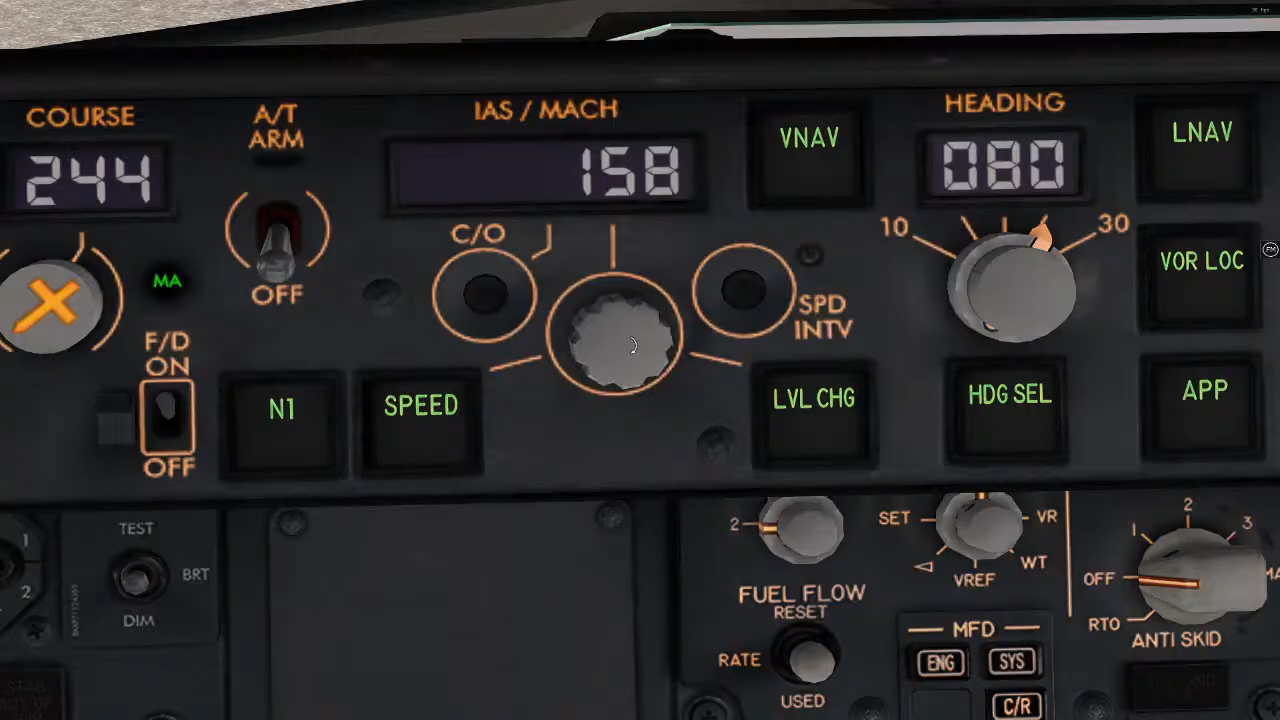 COURSE
A/T
ARM
IAS / MACH
HEADING
244
158
VNAV
080
LNAV
C/O
10
30
MA
OFF
SPD
INTV
VOR LOC
F/D
ON
N1
SPEED
LVL CHG
HDG SEL
APP
OFF
TEST
1
BRT
2
DIM
2
SET
VR
WT
VREF
1
2
3
OFF
RTO
ANTI SKID
FUEL FLOW
RESET
RATE
USED
MFD
ENG
SYS
C/R